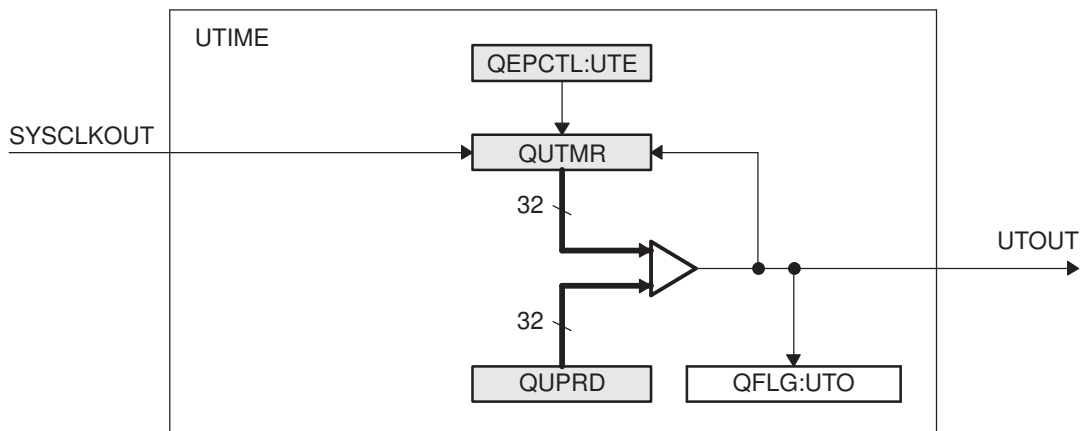 UTIME
QEPCTL:UTE
SYSCLKOUT
QUTMR
32
UTOUT
32
QUPRD
QFLG:UTO